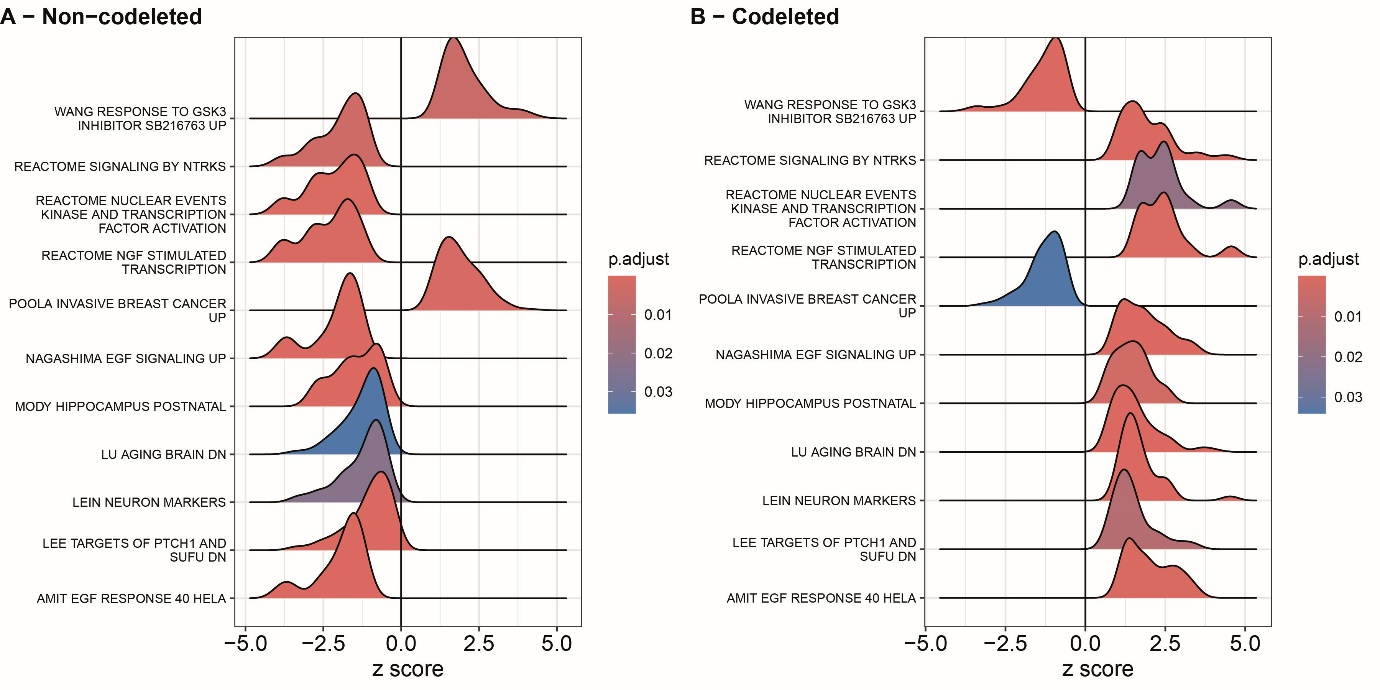 A − Non−codeleted
WANG RESPONSE TO GSK3
INHIBITOR SB216763 UP
REACTOME SIGNALING BY NTRKS
REACTOME NUCLEAR EVENTS
KINASE AND TRANSCRIPTION
FACTOR ACTIVATION
REACTOME NGF STIMULATED
TRANSCRIPTION
POOLA INVASIVE BREAST CANCER
UP
NAGASHIMA EGF SIGNALING UP
MODY HIPPOCAMPUS POSTNATAL
LU AGING BRAIN DN
LEIN NEURON MARKERS
LEE TARGETS OF PTCH1 AND
SUFU DN
AMIT EGF RESPONSE 40 HELA
−5.0 −2.5 0.0 2.5 5.0
z score
p.adjust
0.01
0.02
0.03
B − Codeleted
WANG RESPONSE TO GSK3
INHIBITOR SB216763 UP
REACTOME SIGNALING BY NTRKS
REACTOME NUCLEAR EVENTS
KINASE AND TRANSCRIPTION
FACTOR ACTIVATION
REACTOME NGF STIMULATED
TRANSCRIPTION
POOLA INVASIVE BREAST CANCER
UP
NAGASHIMA EGF SIGNALING UP
MODY HIPPOCAMPUS POSTNATAL
LU AGING BRAIN DN
LEIN NEURON MARKERS
LEE TARGETS OF PTCH1 AND
SUFU DN
AMIT EGF RESPONSE 40 HELA
−5.0 −2.5 0.0 2.5 5.0
z score
p.adjust
0.01
0.02
0.03